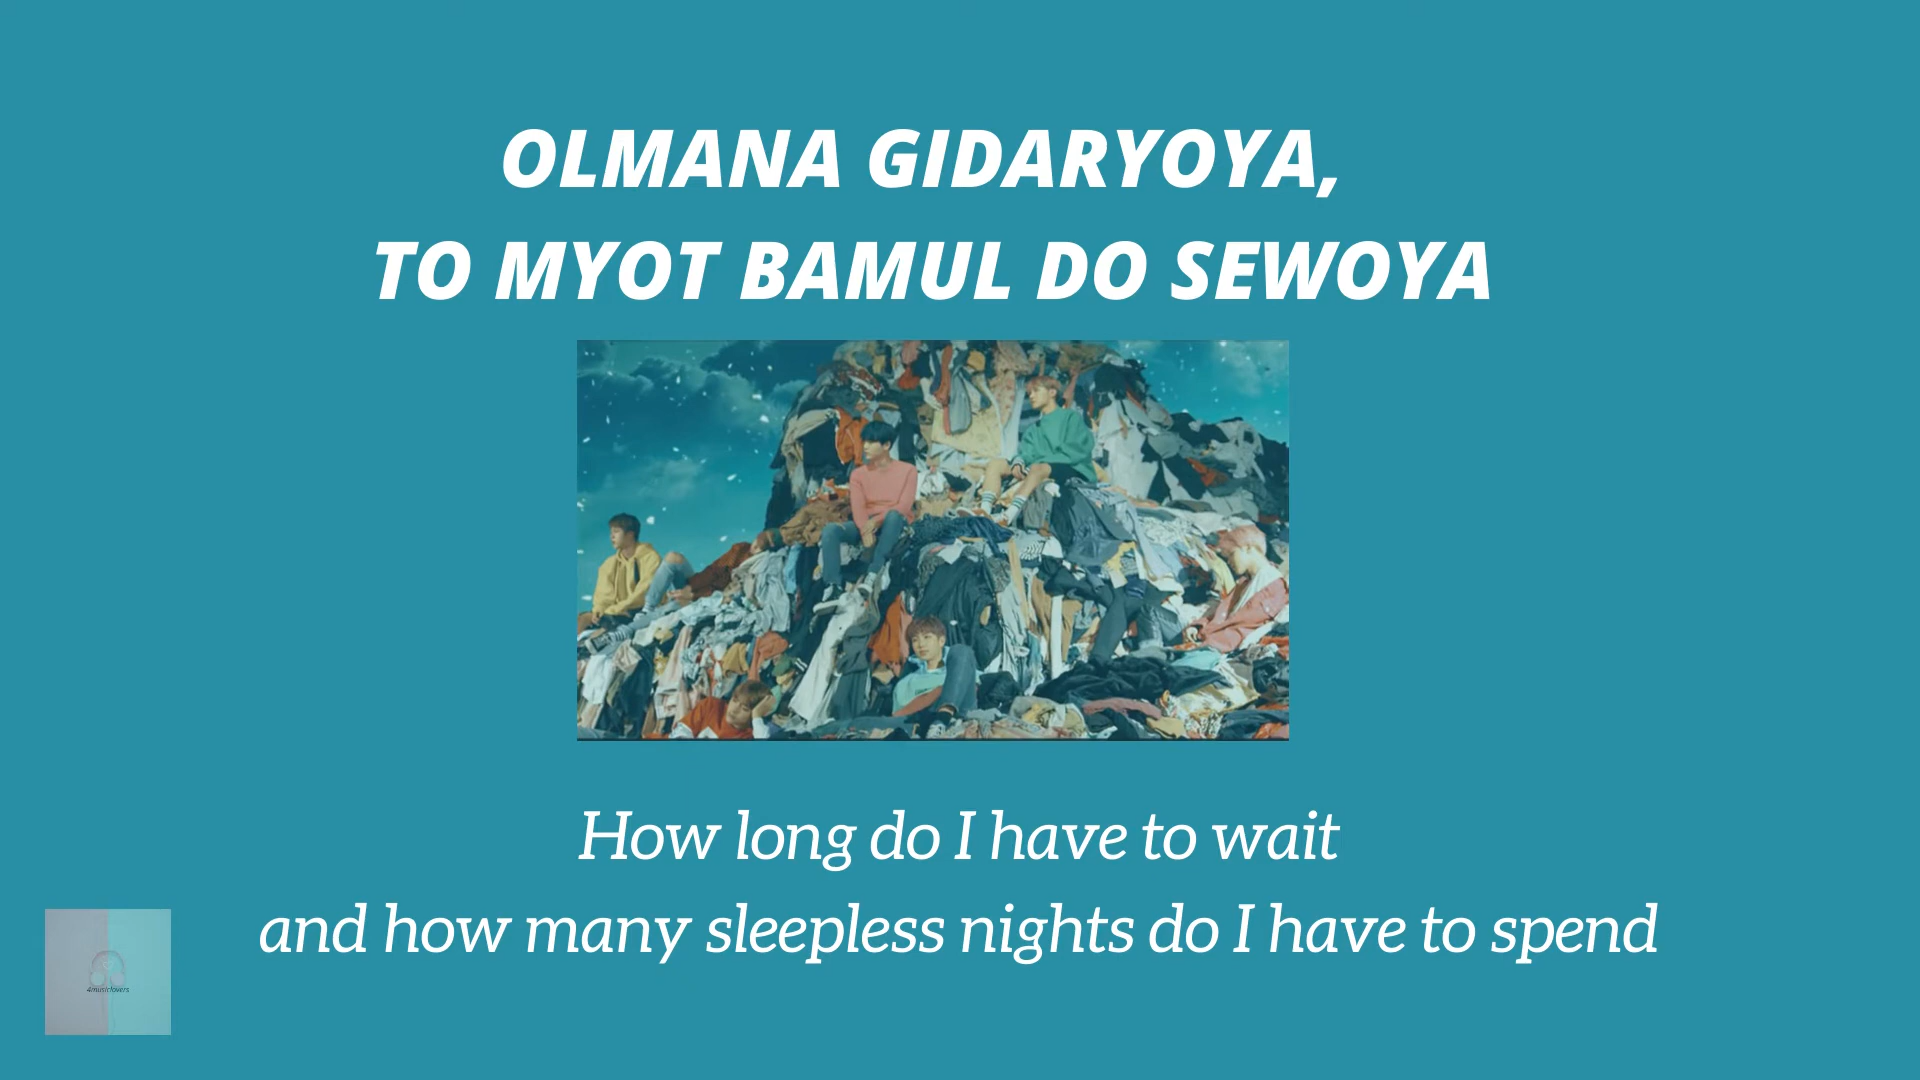 OLMANA GIDARYOYA,
TO MYOT BAMUL DO SEWOYA
How long do I have to wait
and how many sleepless nights do I have to spend
4musiclovers